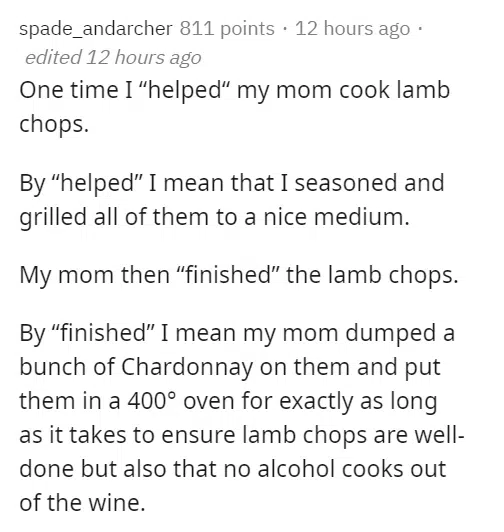 spade_andarcher 811 points · 12 hours ago ·
edited 12 hours ago
One time I “helped“ my mom cook lamb
chops.
By “helped” I mean that I seasoned and
grilled all of them to a nice medium.
My mom then “finished” the lamb chops.
By “finished” I mean my mom dumped a
bunch of Chardonnay on them and put
them in a 400° oven for exactly as long
as it takes to ensure lamb chops are well-
done but also that no alcohol cooks out
of the wine.